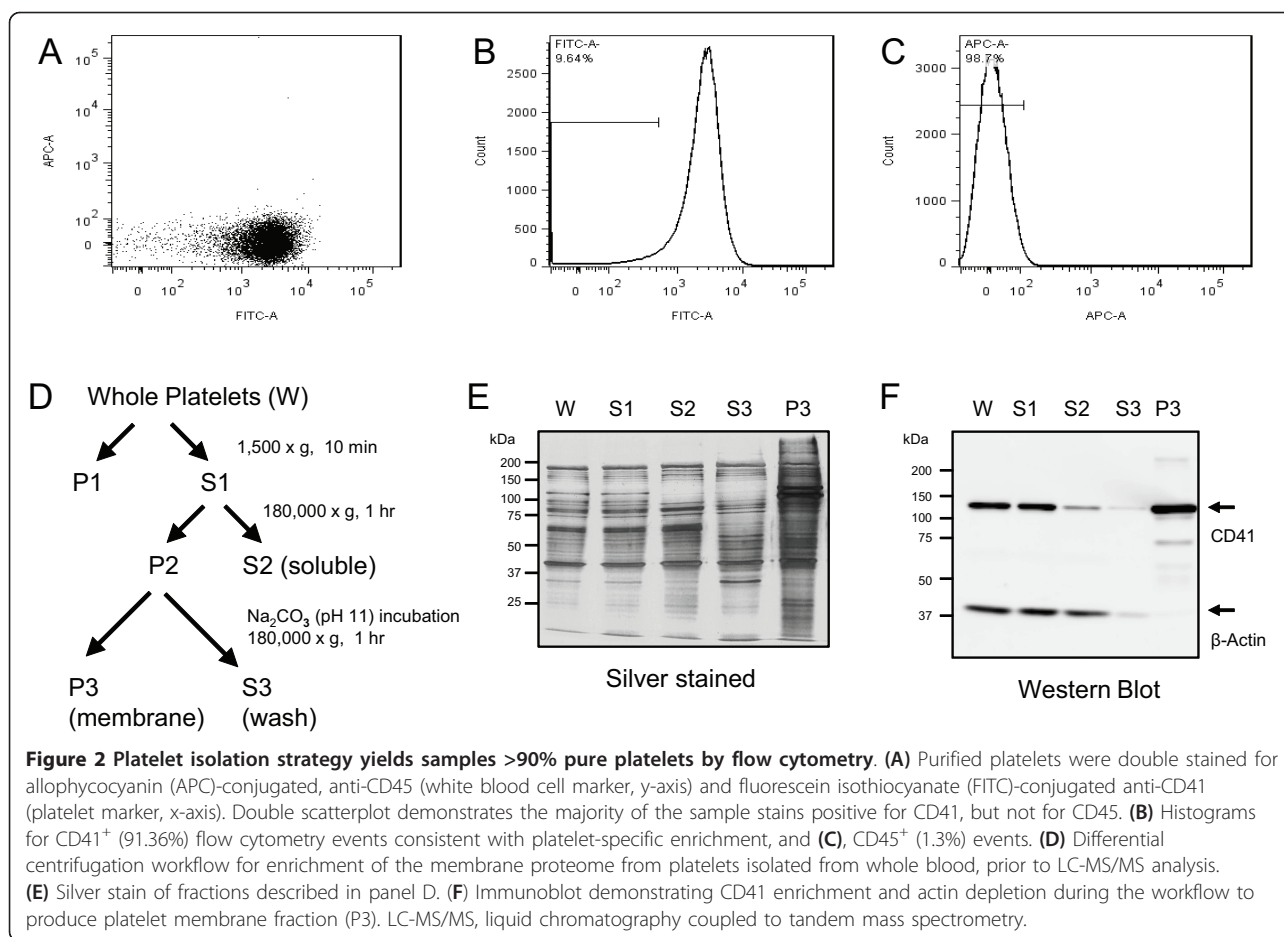 A
10^5
10^4
10^3
10^2
0
APC-A
0 10^3 10^4 10^5
FITC-A
B
FITC-A-
9.64%
2500
2000
1500
1000
500
0
Count
0 10^3 10^4 10^5
FITC-A
C
APC-A-
98.7%
3000
2000
1000
0
Count
0 10^2 10^3 10^4 10^5
APC-A
D
Whole Platelets (W)
1,500 x g, 10 min
P1 S1
180,000 x g, 1 hr
P2 S2 (soluble)
Na₂CO₃ (pH 11) incubation
180,000 x g, 1 hr
P3 S3
(membrane) (wash)
E
W S1 S2 S3 P3
kDa
200
150
100
75
50
37
25
Silver stained
F
W S1 S2 S3 P3
kDa
200
150
100
75
50
37
CD41
β-Actin
Western Blot
Figure 2 Platelet isolation strategy yields samples >90% pure platelets by flow cytometry. (A) Purified platelets were double stained for
allophycocyanin (APC)-conjugated, anti-CD45 (white blood cell marker, y-axis) and fluorescein isothiocyanate (FITC)-conjugated anti-CD41
(platelet marker, x-axis). Double scatterplot demonstrates the majority of the sample stains positive for CD41, but not for CD45. (B) Histograms
for CD41⁺ (91.36%) flow cytometry events consistent with platelet-specific enrichment, and (C), CD45⁺ (1.3%) events. (D) Differential
centrifugation workflow for enrichment of the membrane proteome from platelets isolated from whole blood, prior to LC-MS/MS analysis.
(E) Silver stain of fractions described in panel D. (F) Immunoblot demonstrating CD41 enrichment and actin depletion during the workflow to
produce platelet membrane fraction (P3). LC-MS/MS, liquid chromatography coupled to tandem mass spectrometry.